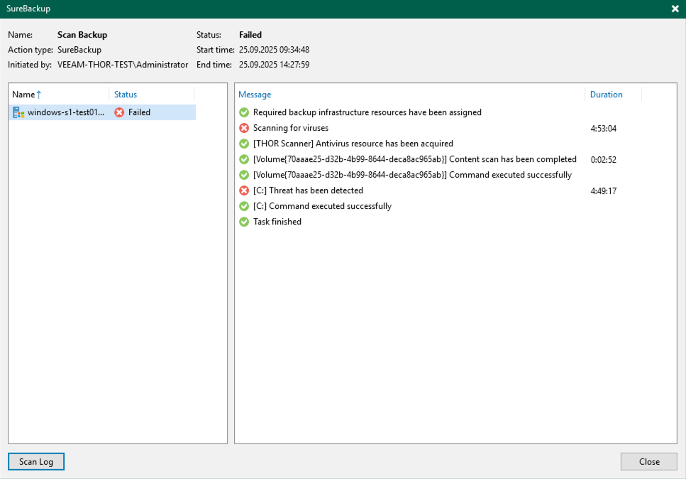 SureBackup
Name: Scan Backup Status: Failed
Action type: SureBackup Start time: 25.09.2025 09:34:48
Initiated by: VEEAM-THOR-TEST\Administrator End time: 25.09.2025 14:27:59
Name Status
windows-s1-test01... Failed
Message Duration
Required backup infrastructure resources have been assigned
Scanning for viruses 4:53:04
[THOR Scanner] Antivirus resource has been acquired
[Volume{70aaae25-d32b-4b99-8644-deca8ac965ab}] Content scan has been completed 0:02:52
[Volume{70aaae25-d32b-4b99-8644-deca8ac965ab}] Command executed successfully
[C:] Threat has been detected 4:49:17
[C:] Command executed successfully
Task finished
Scan Log Close